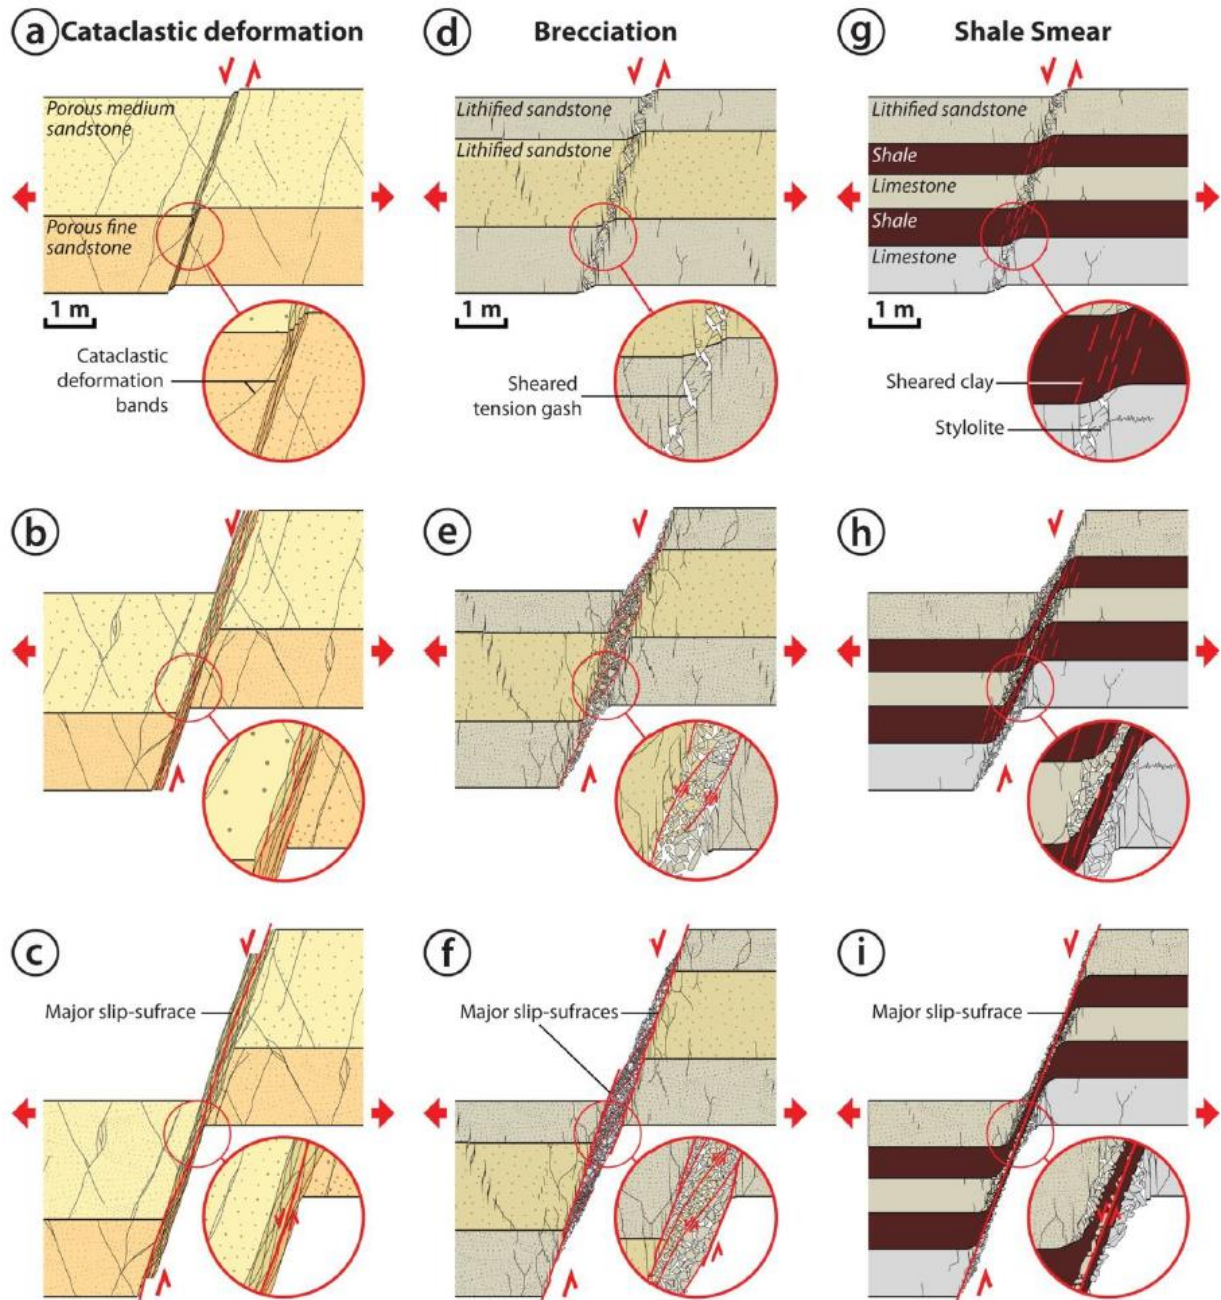 a Cataclastic deformation
Porous medium
sandstone
Porous fine
sandstone
1 m
Cataclastic
deformation
bands
d Brecciation
Lithified sandstone
Lithified sandstone
1 m
Sheared
tension gash
g Shale Smear
Lithified sandstone
Shale
Limestone
Shale
Limestone
1 m
Sheared clay
Stylolite
b
e
h
c
Major slip-sufrace
f
Major slip-sufraces
i
Major slip-sufrace